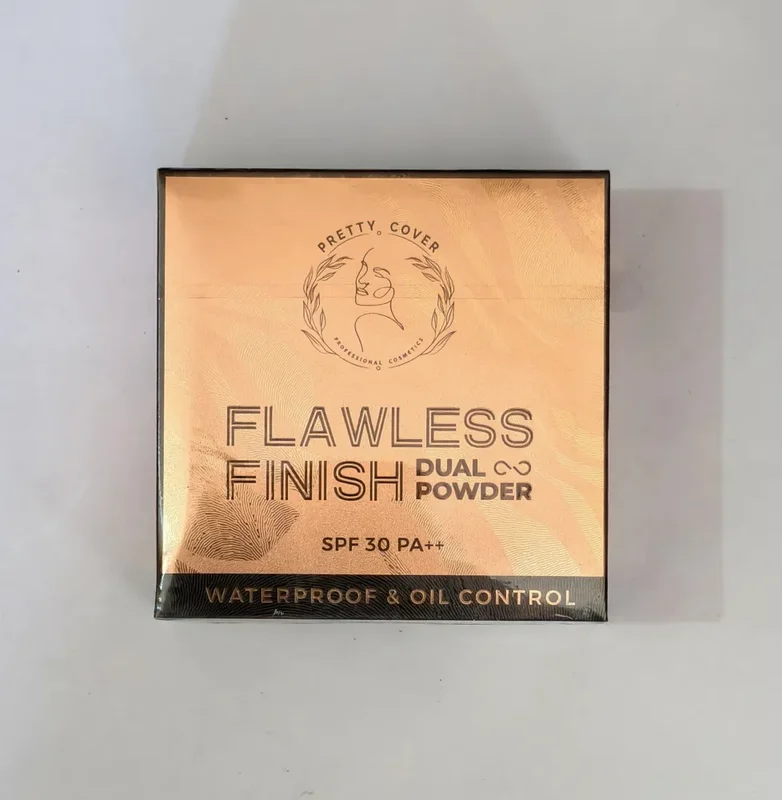 PRETTY COVER
PROFESSIONAL COSMETICS
FLAWLESS
FINISH DUAL
POWDER
SPF 30 PA++
WATERPROOF & OIL CONTROL